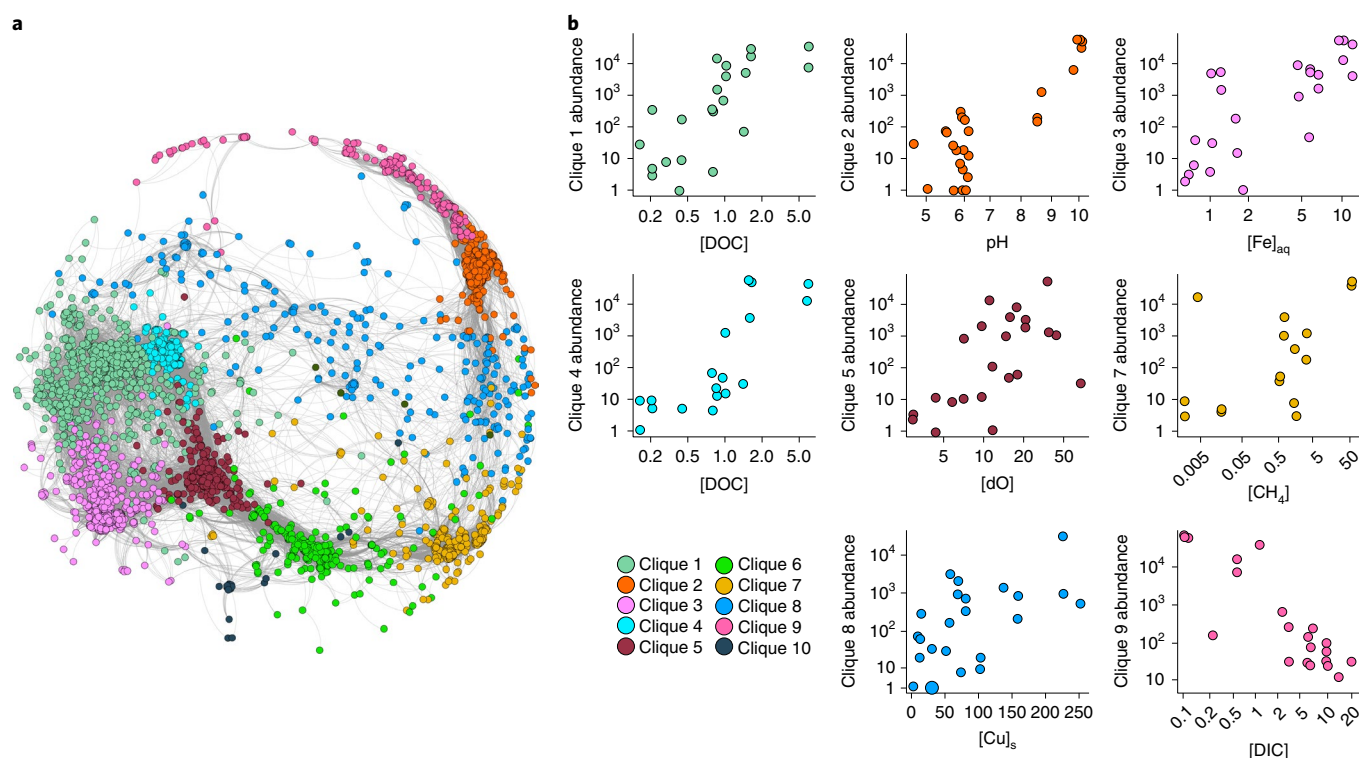 a
b
Clique 1 abundance
10⁴
10³
10²
10
1
0.2 0.5 1.0 2.0 5.0
[DOC]
Clique 2 abundance
10⁴
10³
10²
10
1
5 6 7 8 9 10
pH
Clique 3 abundance
10⁴
10³
10²
10
1
1 2 5 10
[Fe]aq
Clique 4 abundance
10⁴
10³
10²
10
1
0.2 0.5 1.0 2.0 5.0
[DOC]
Clique 5 abundance
10⁴
10³
10²
10
1
5 10 20 50
[dO]
Clique 7 abundance
10⁴
10³
10²
10
1
0.005 0.05 0.5 5 50
[CH₄]
Clique 1 Clique 6
Clique 2 Clique 7
Clique 3 Clique 8
Clique 4 Clique 9
Clique 5 Clique 10
Clique 8 abundance
10⁴
10³
10²
10
1
0 50 100 150 200 250
[Cu]s
Clique 9 abundance
10⁴
10³
10²
10
0.1 0.2 0.5 1 2 5 10 20
[DIC]